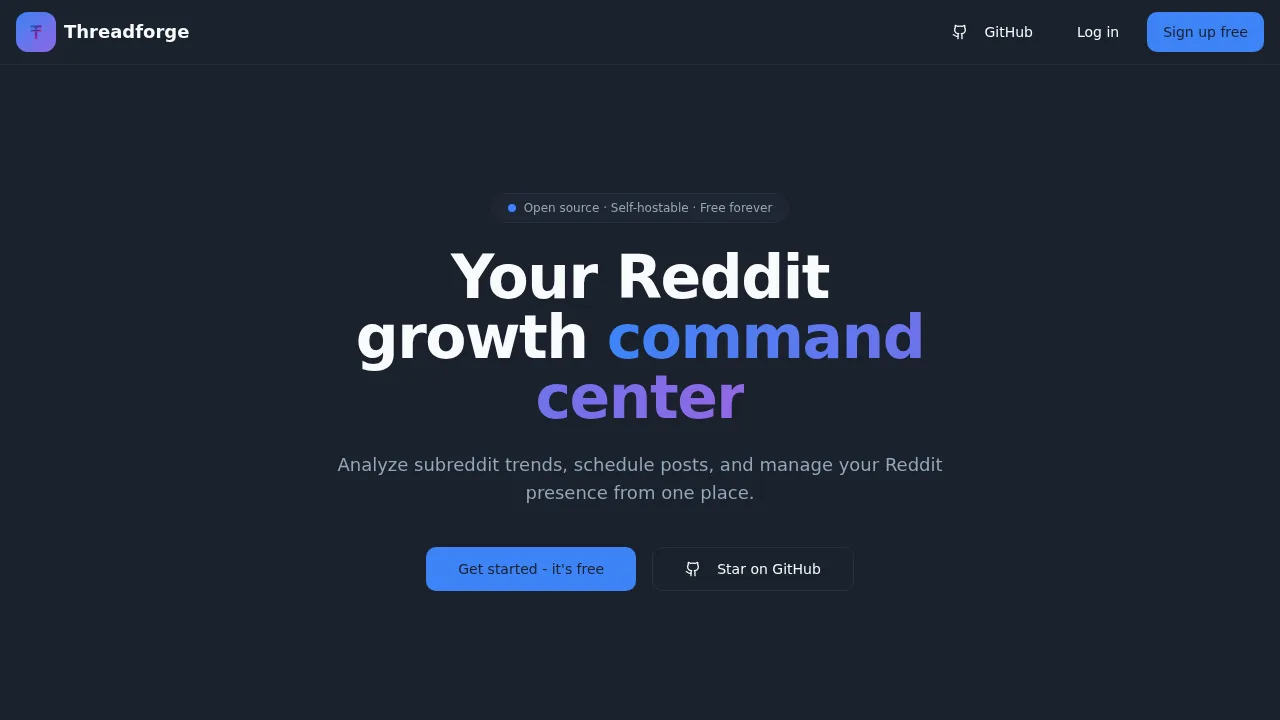 Threadforge
GitHub
Log in
Sign up free
Open source · Self-hostable · Free forever
Your Reddit
growth command
center
Analyze subreddit trends, schedule posts, and manage your Reddit
presence from one place.
Get started - it's free
Star on GitHub